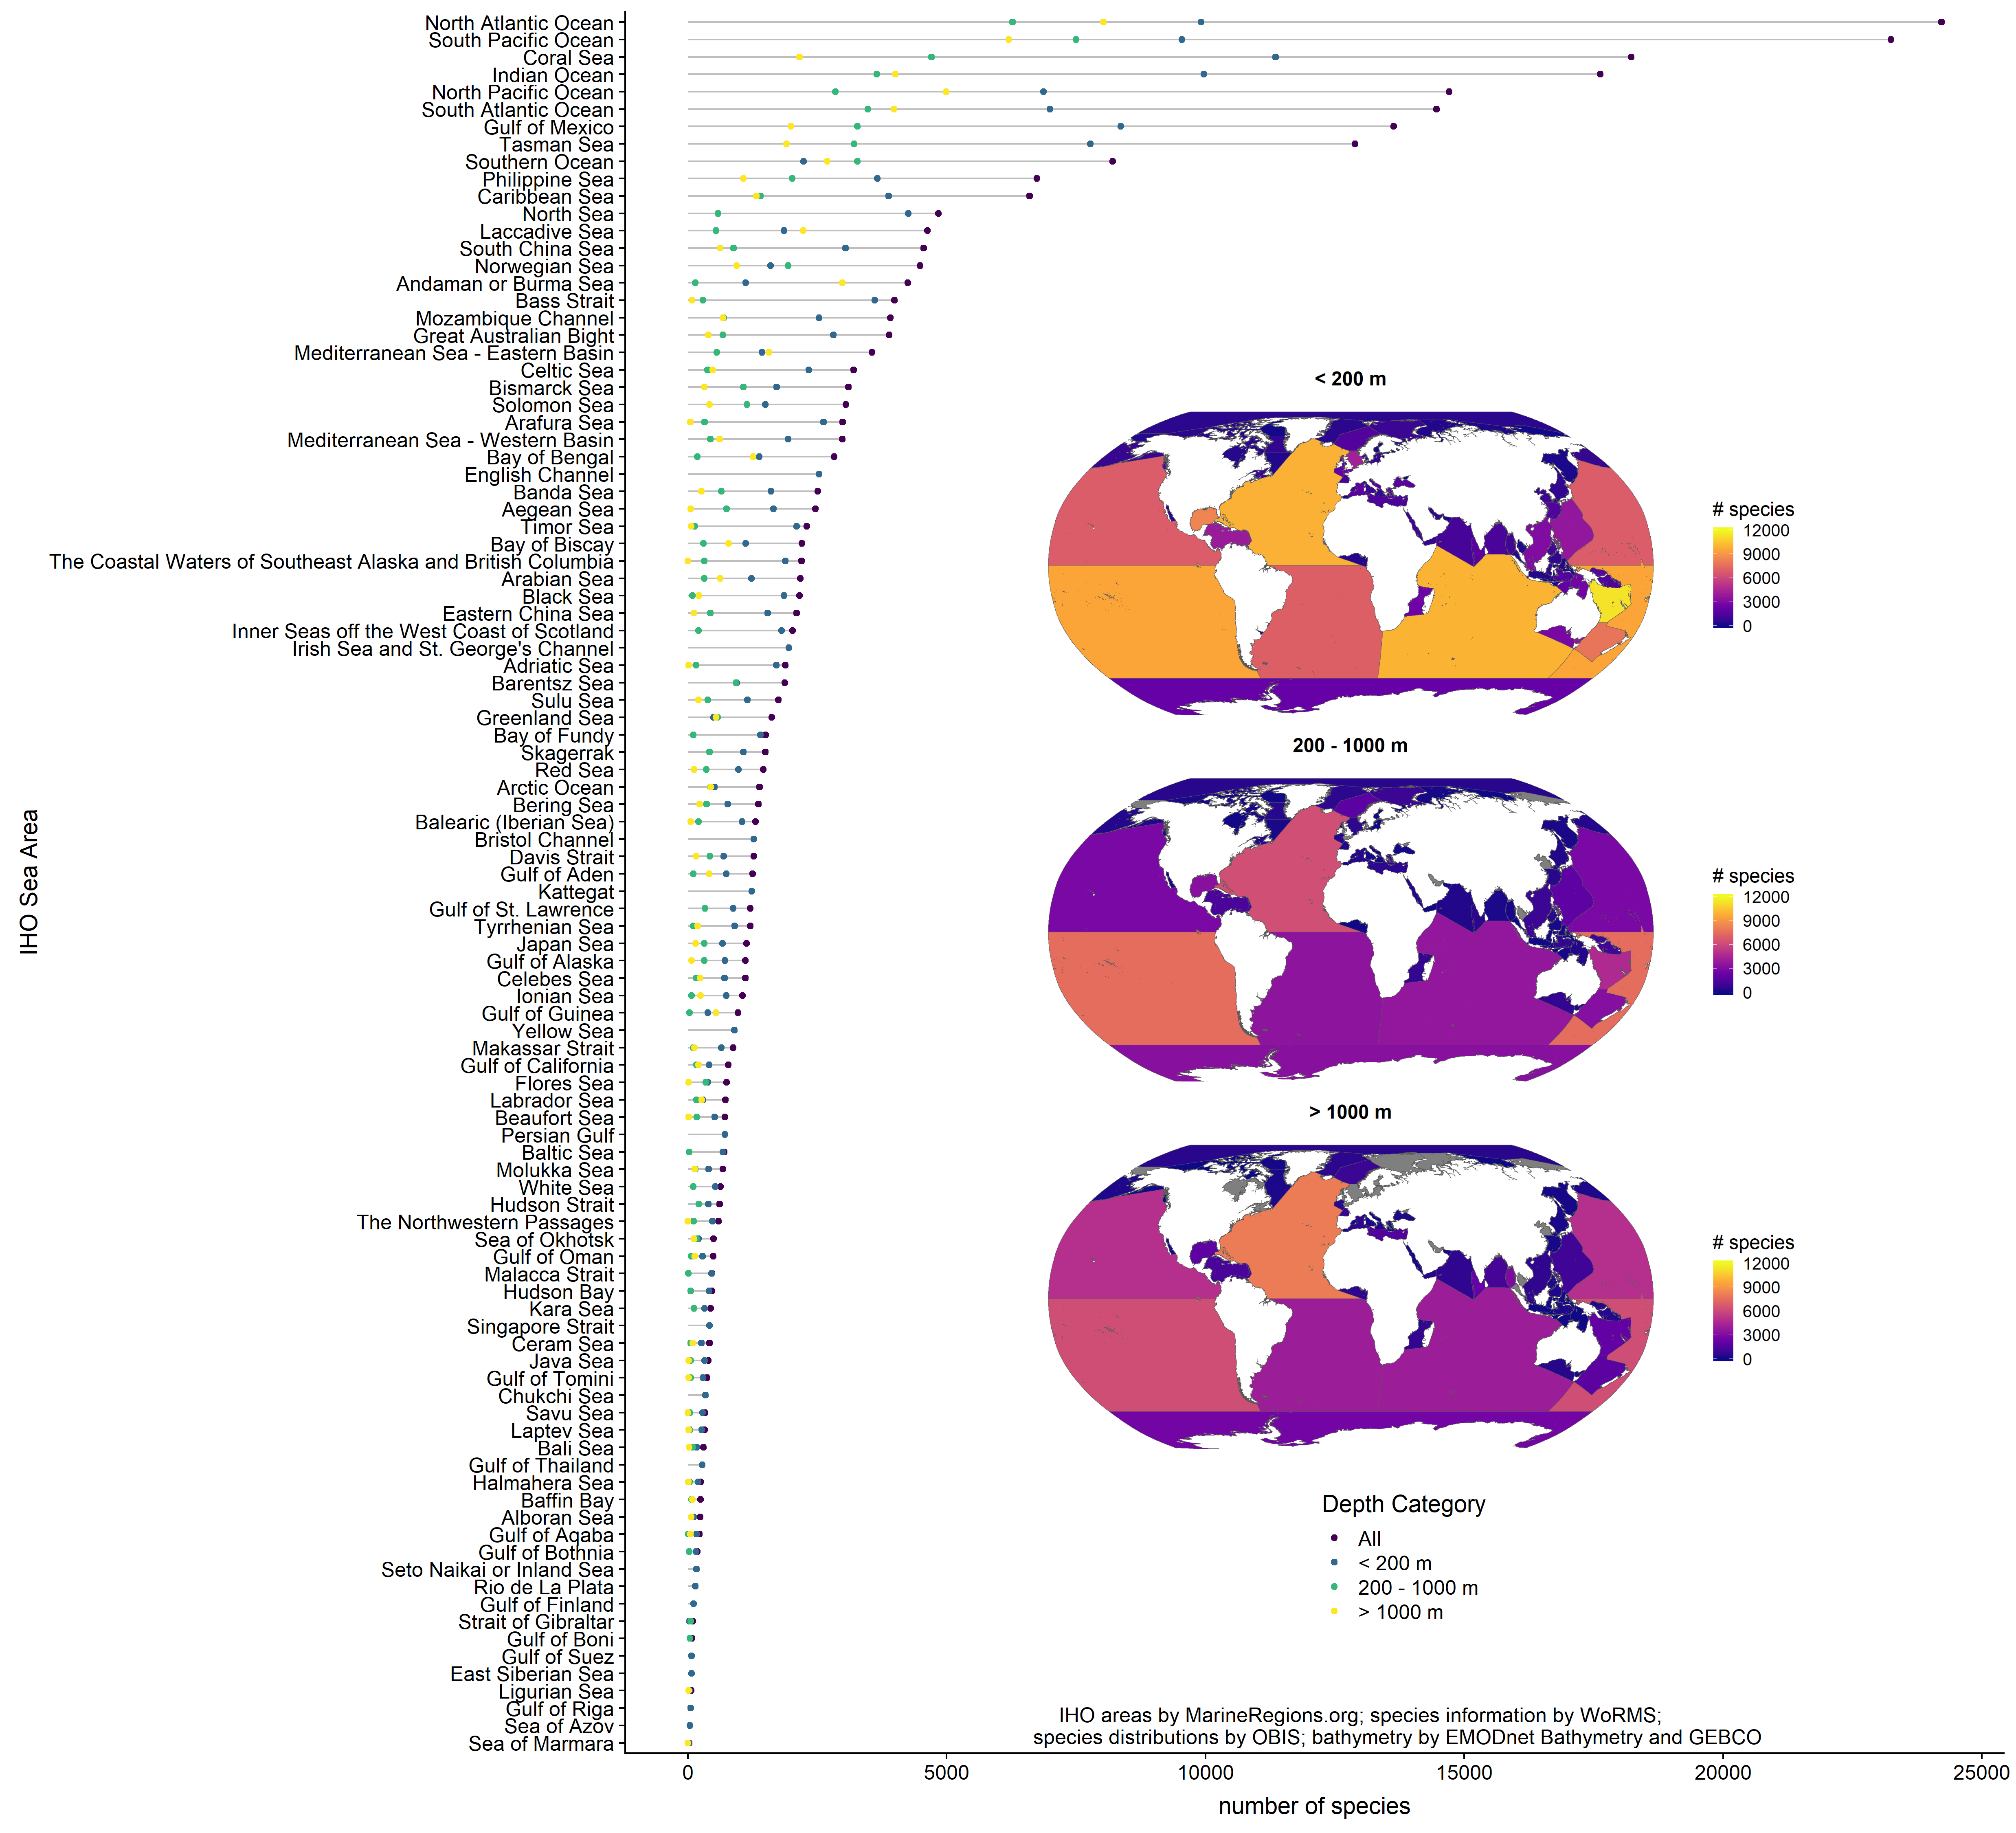 North Atlantic Ocean
South Pacific Ocean
Coral Sea
Indian Ocean
North Pacific Ocean
South Atlantic Ocean
Gulf of Mexico
Tasman Sea
Southern Ocean
Philippine Sea
Caribbean Sea
North Sea
Laccadive Sea
South China Sea
Norwegian Sea
Andaman or Burma Sea
Bass Strait
Mozambique Channel
Great Australian Bight
Mediterranean Sea - Eastern Basin
Celtic Sea
Bismarck Sea
Solomon Sea
Arafura Sea
Mediterranean Sea - Western Basin
Bay of Bengal
English Channel
Banda Sea
Aegean Sea
Timor Sea
Bay of Biscay
The Coastal Waters of Southeast Alaska and British Columbia
Arabian Sea
Black Sea
Eastern China Sea
Inner Seas off the West Coast of Scotland
Irish Sea and St. George's Channel
Adriatic Sea
Barentsz Sea
Sulu Sea
Greenland Sea
Bay of Fundy
Skagerrak
Red Sea
Arctic Ocean
Bering Sea
Balearic (Iberian Sea)
Bristol Channel
Davis Strait
Gulf of Aden
Kattegat
Gulf of St. Lawrence
Tyrrhenian Sea
Japan Sea
Gulf of Alaska
Celebes Sea
Ionian Sea
Gulf of Guinea
Yellow Sea
Makassar Strait
Gulf of California
Flores Sea
Labrador Sea
Beaufort Sea
Persian Gulf
Baltic Sea
Molukka Sea
White Sea
Hudson Strait
The Northwestern Passages
Sea of Okhotsk
Gulf of Oman
Malacca Strait
Hudson Bay
Kara Sea
Singapore Strait
Ceram Sea
Java Sea
Gulf of Tomini
Chukchi Sea
Savu Sea
Laptev Sea
Bali Sea
Gulf of Thailand
Halmahera Sea
Baffin Bay
Alboran Sea
Gulf of Aqaba
Gulf of Bothnia
Seto Naikai or Inland Sea
Rio de La Plata
Gulf of Finland
Strait of Gibraltar
Gulf of Boni
Gulf of Suez
East Siberian Sea
Ligurian Sea
Gulf of Riga
Sea of Azov
Sea of Marmara
IHO Sea Area
0
5000
10000
15000
20000
25000
number of species
< 200 m
# species
12000
9000
6000
3000
0
200 - 1000 m
# species
12000
9000
6000
3000
0
> 1000 m
# species
12000
9000
6000
3000
0
Depth Category
All
< 200 m
200 - 1000 m
> 1000 m
IHO areas by MarineRegions.org; species information by WoRMS;
species distributions by OBIS; bathymetry by EMODnet Bathymetry and GEBCO